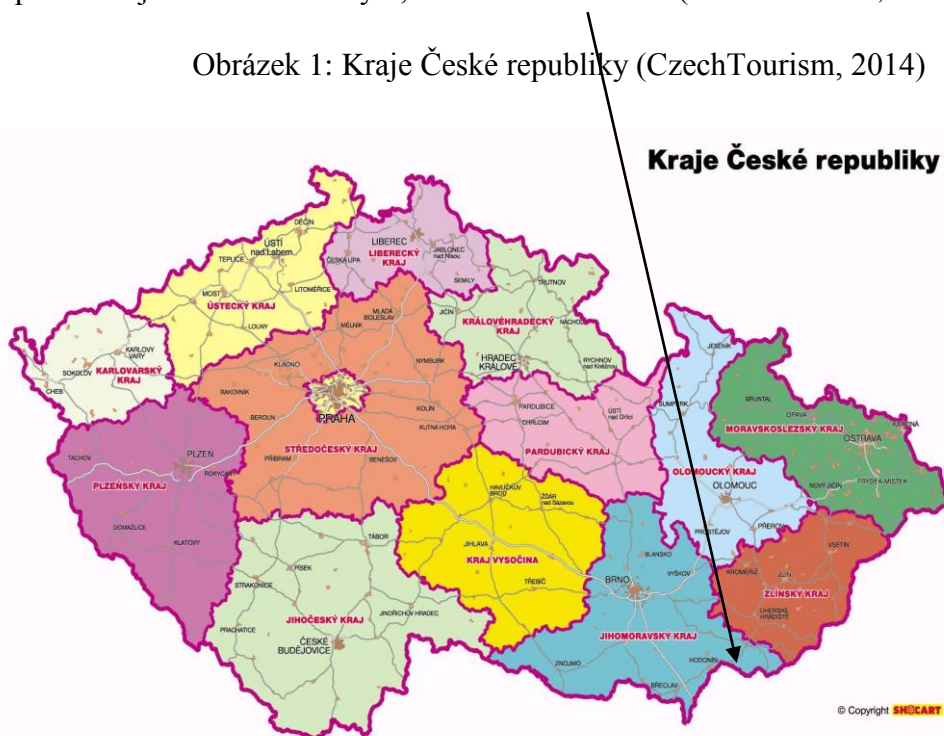 Obrázek 1: Kraje České republiky (CzechTourism, 2014)
Kraje České republiky
DĚČÍN
ÚSTÍ
nad Labem
TEPLICE
MOST
LITOMĚŘICE
ÚSTECKÝ KRAJ
LOUNY
LIBEREC
LIBERECKÝ
KRAJ
JABLONEC
nad Nisou
ČESKÁ LÍPA
SEMILY
TRUTNOV
JIČÍN
KRÁLOVÉHRADECKÝ
KRAJ
NÁCHOD
HRADEC
KRÁLOVÉ
RYCHNOV
nad Kněžnou
KARLOVY
VARY
SOKOLOV
KARLOVARSKÝ
KRAJ
CHEB
MLADÁ
BOLESLAV
MĚLNÍK
KLADNO
NYMBURK
RAKOVNÍK
PRAHA
KOLÍN
BEROUN
KUTNÁ HORA
STŘEDOČESKÝ KRAJ
PŘÍBRAM
BENEŠOV
TACHOV
PLZEŇ
ROKYCANY
PLZEŇSKÝ KRAJ
DOMAŽLICE
KLATOVY
PARDUBICE
CHRUDIM
ÚSTÍ
nad Orlicí
PARDUBICKÝ KRAJ
JESENÍK
ŠUMPERK
OLOMOUCKÝ KRAJ
OLOMOUC
PROSTĚJOV
PŘEROV
BRUNTÁL
OPAVA
KARVINÁ
MORAVSKOSLEZSKÝ KRAJ
OSTRAVA
NOVÝ JIČÍN
FRÝDEK-MÍSTEK
HAVLÍČKŮV
BROD
ŽĎÁR
nad Sázavou
JIHLAVA
KRAJ VYSOČINA
TŘEBÍČ
TÁBOR
PÍSEK
STRAKONICE
JINDŘICHŮV HRADEC
PRACHATICE
JIHOČESKÝ KRAJ
ČESKÉ
BUDĚJOVICE
BLANSKO
BRNO
VYŠKOV
JIHOMORAVSKÝ KRAJ
ZNOJMO
HODONÍN
BŘECLAV
VSETÍN
KROMĚŘÍŽ
ZLÍN
ZLÍNSKÝ KRAJ
UHERSKÉ
HRADIŠTĚ
© Copyright SHOCART